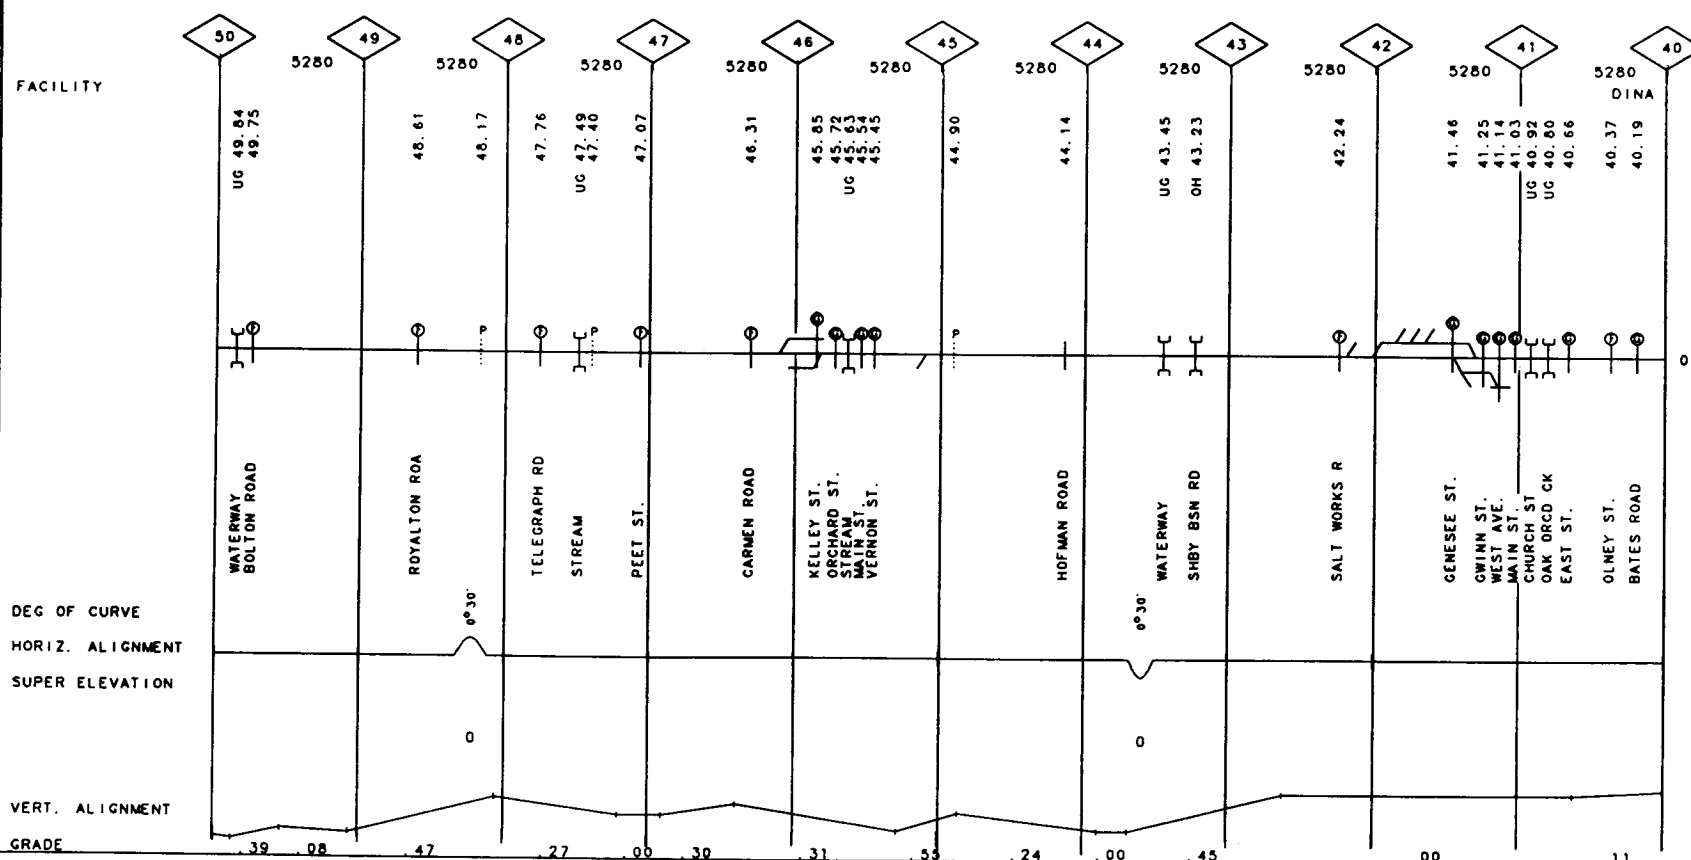 50 49 48 47 46 45 44 43 42 41 40
5280 5280 5280 5280 5280 5280 5280 5280 5280 5280
FACILITY
DINA
UG 49.84
49.75
48.61
48.17
47.76
UG 47.49
47.40
47.07
46.31
45.85
45.72
UG 45.63
45.54
45.45
44.90
44.14
UG 43.45
OH 43.23
42.24
41.46
41.25
41.14
41.03
UG 40.92
UG 40.80
40.66
40.37
40.19
P P P
0
WATERWAY
BOLTON ROAD
ROYALTON ROA
TELEGRAPH RD
STREAM
PEET ST.
CARMEN ROAD
KELLEY ST.
ORCHARD ST.
STREAM
MAIN ST.
VERNON ST.
HOFMAN ROAD
WATERWAY
SHBY BSN RD
SALT WORKS R
GENESEE ST.
GWINN ST.
WEST AVE.
MAIN ST.
CHURCH ST
OAK ORCD CK
EAST ST.
OLNEY ST.
BATES ROAD
DEG OF CURVE
0°30'
0°30'
HORIZ. ALIGNMENT
SUPER ELEVATION
0 0
VERT. ALIGNMENT
GRADE .39 .08 .47 .27 .00 .30 .31 .55 .24 .00 .45 .00 .11